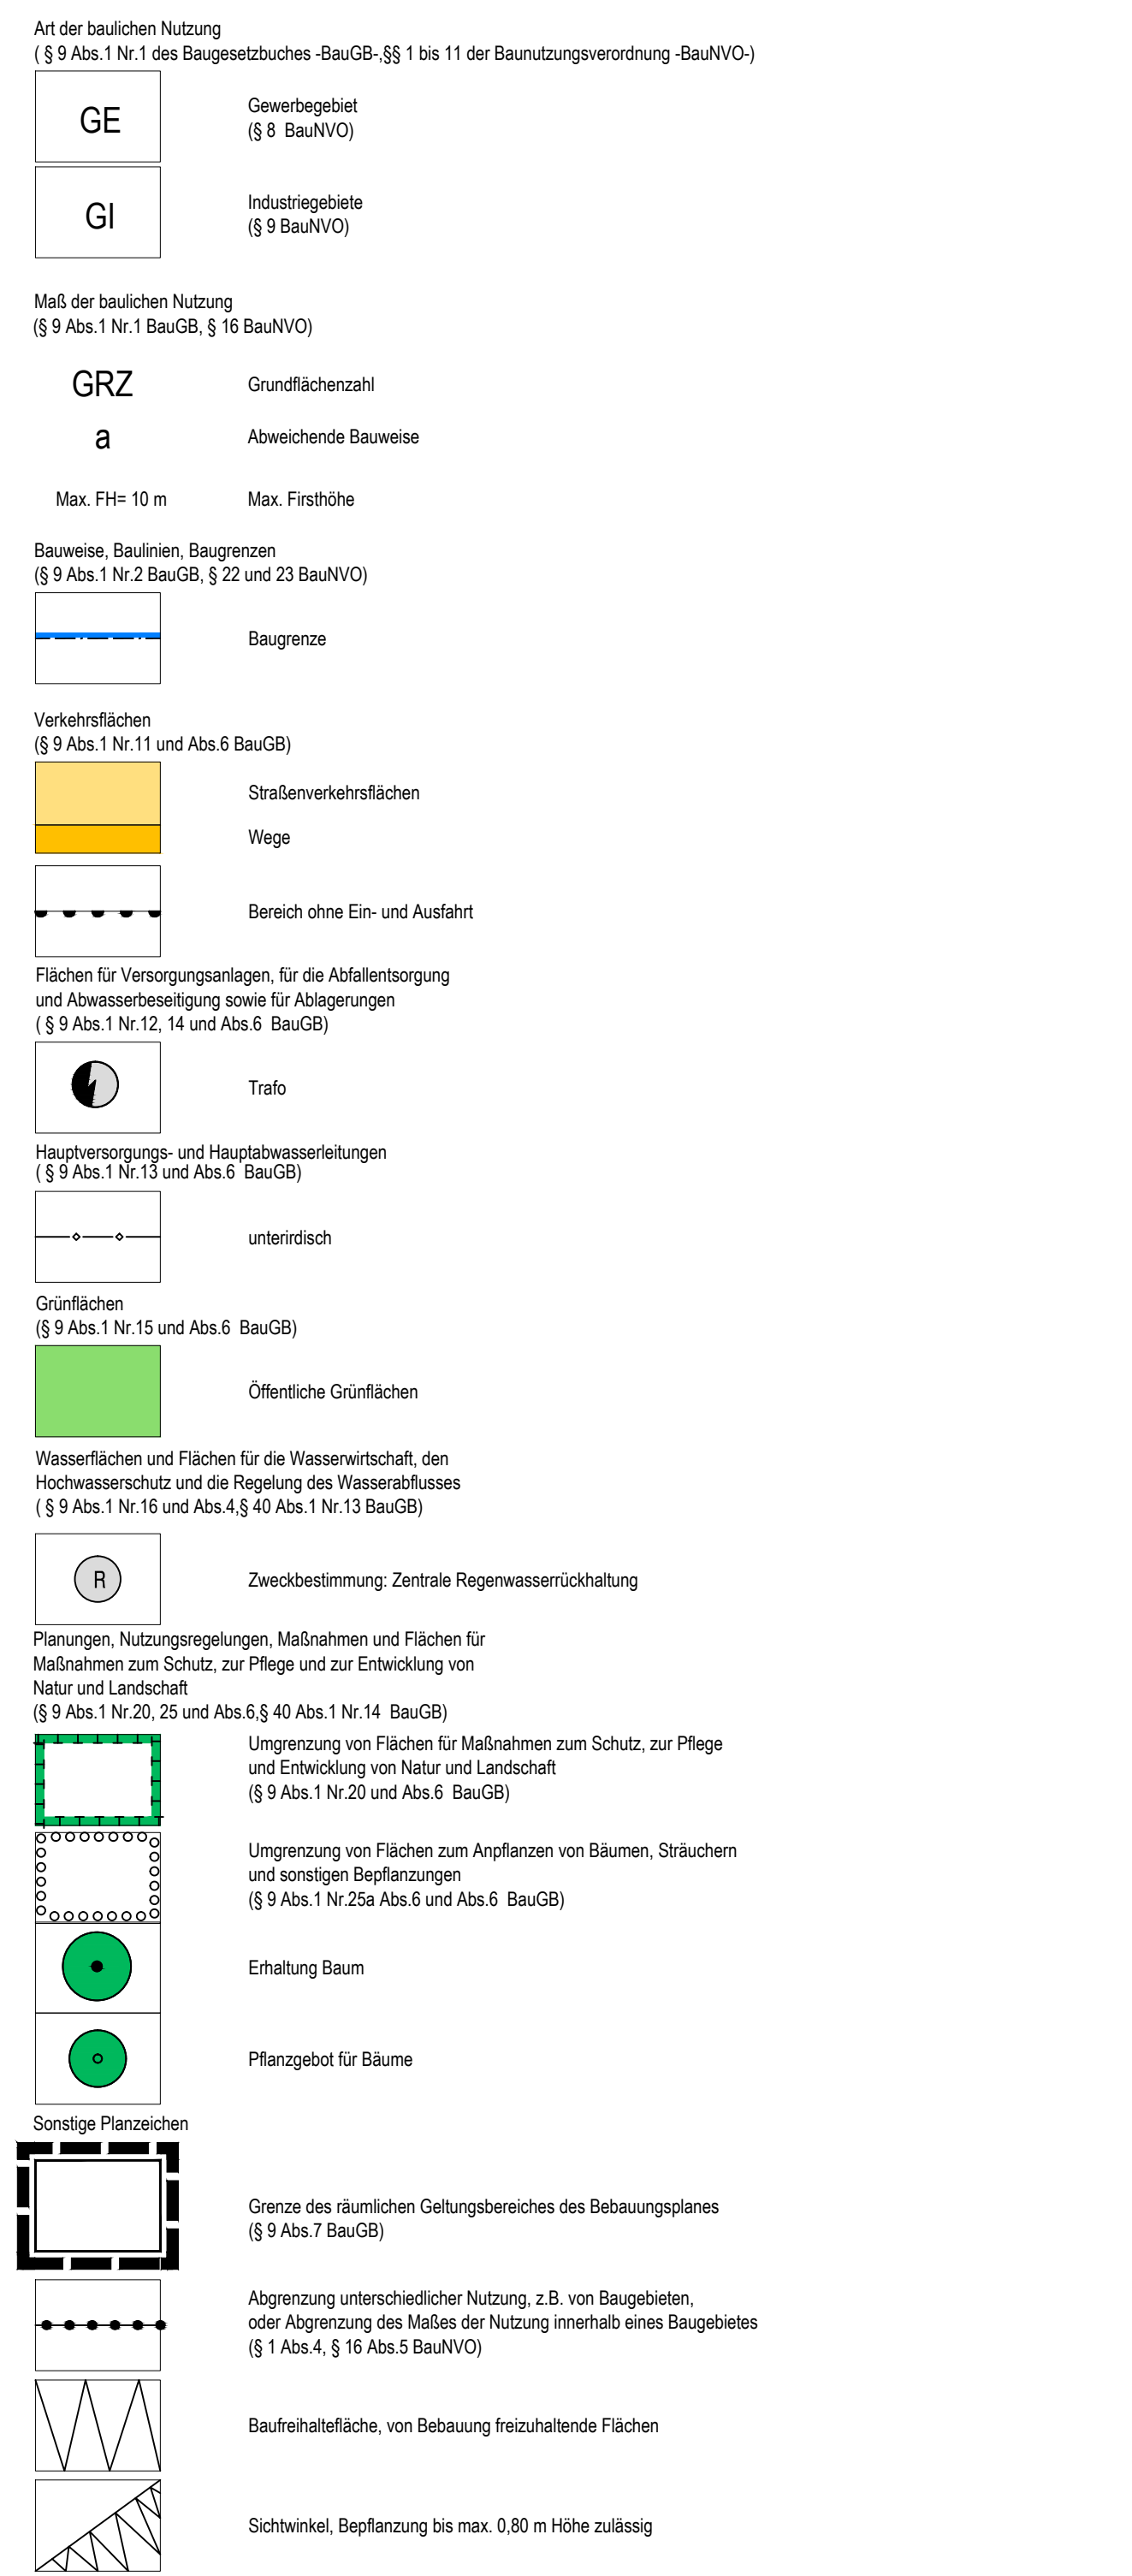 Art der baulichen Nutzung
( § 9 Abs.1 Nr.1 des Baugesetzbuches -BauGB-,§§ 1 bis 11 der Baunutzungsverordnung -BauNVO-)
GE
Gewerbegebiet
(§ 8 BauNVO)
GI
Industriegebiete
(§ 9 BauNVO)
Maß der baulichen Nutzung
(§ 9 Abs.1 Nr.1 BauGB, § 16 BauNVO)
GRZ Grundflächenzahl
a Abweichende Bauweise
Max. FH= 10 m Max. Firsthöhe
Bauweise, Baulinien, Baugrenzen
(§ 9 Abs.1 Nr.2 BauGB, § 22 und 23 BauNVO)
Baugrenze
Verkehrsflächen
(§ 9 Abs.1 Nr.11 und Abs.6 BauGB)
Straßenverkehrsflächen
Wege
Bereich ohne Ein- und Ausfahrt
Flächen für Versorgungsanlagen, für die Abfallentsorgung
und Abwasserbeseitigung sowie für Ablagerungen
( § 9 Abs.1 Nr.12, 14 und Abs.6 BauGB)
Trafo
Hauptversorgungs- und Hauptabwasserleitungen
( § 9 Abs.1 Nr.13 und Abs.6 BauGB)
unterirdisch
Grünflächen
(§ 9 Abs.1 Nr.15 und Abs.6 BauGB)
Öffentliche Grünflächen
Wasserflächen und Flächen für die Wasserwirtschaft, den
Hochwasserschutz und die Regelung des Wasserabflusses
( § 9 Abs.1 Nr.16 und Abs.4,§ 40 Abs.1 Nr.13 BauGB)
R Zweckbestimmung: Zentrale Regenwasserrückhaltung
Planungen, Nutzungsregelungen, Maßnahmen und Flächen für
Maßnahmen zum Schutz, zur Pflege und zur Entwicklung von
Natur und Landschaft
(§ 9 Abs.1 Nr.20, 25 und Abs.6,§ 40 Abs.1 Nr.14 BauGB)
Umgrenzung von Flächen für Maßnahmen zum Schutz, zur Pflege
und Entwicklung von Natur und Landschaft
(§ 9 Abs.1 Nr.20 und Abs.6 BauGB)
Umgrenzung von Flächen zum Anpflanzen von Bäumen, Sträuchern
und sonstigen Bepflanzungen
(§ 9 Abs.1 Nr.25a Abs.6 und Abs.6 BauGB)
Erhaltung Baum
Pflanzgebot für Bäume
Sonstige Planzeichen
Grenze des räumlichen Geltungsbereiches des Bebauungsplanes
(§ 9 Abs.7 BauGB)
Abgrenzung unterschiedlicher Nutzung, z.B. von Baugebieten,
oder Abgrenzung des Maßes der Nutzung innerhalb eines Baugebietes
(§ 1 Abs.4, § 16 Abs.5 BauNVO)
Baufreihaltefläche, von Bebauung freizuhaltende Flächen
Sichtwinkel, Bepflanzung bis max. 0,80 m Höhe zulässig